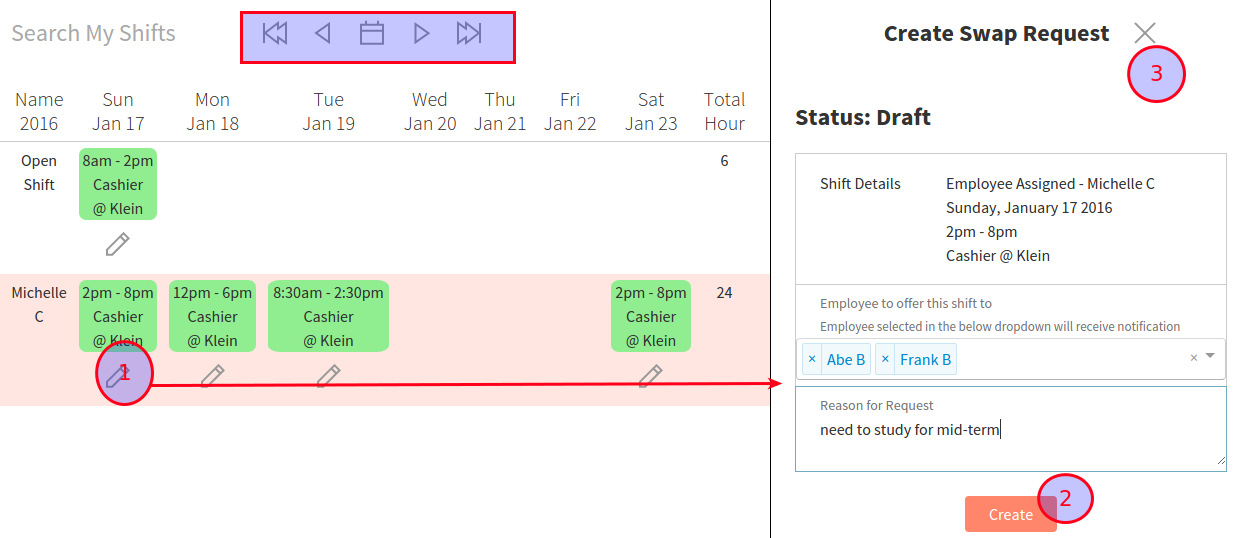 Search My Shifts
Name Sun Mon Tue Wed Thu Fri Sat Total
2016 Jan 17 Jan 18 Jan 19 Jan 20 Jan 21 Jan 22 Jan 23 Hour
Open 8am - 2pm 6
Shift Cashier
@ Klein
Michelle 2pm - 8pm 12pm - 6pm 8:30am - 2:30pm 2pm - 8pm 24
C Cashier Cashier Cashier Cashier
@ Klein @ Klein @ Klein @ Klein
1
Create Swap Request
3
Status: Draft
Shift Details Employee Assigned - Michelle C
Sunday, January 17 2016
2pm - 8pm
Cashier @ Klein
Employee to offer this shift to
Employee selected in the below dropdown will receive notification
× Abe B × Frank B ×
Reason for Request
need to study for mid-term
Create 2